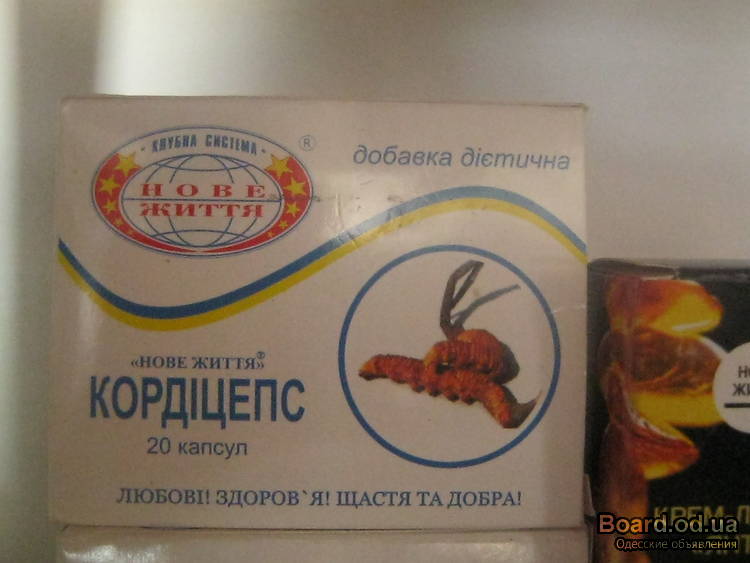 · КЛУБНА СИСТЕМА ·
НОВЕ
ЖИТТЯ
®
добавка дієтична
«НОВЕ ЖИТТЯ»®
КОРДІЦЕПС
20 капсул
ЛЮБОВІ! ЗДОРОВ`Я! ЩАСТЯ ТА ДОБРА!
Board.od.ua
Одесские объявления